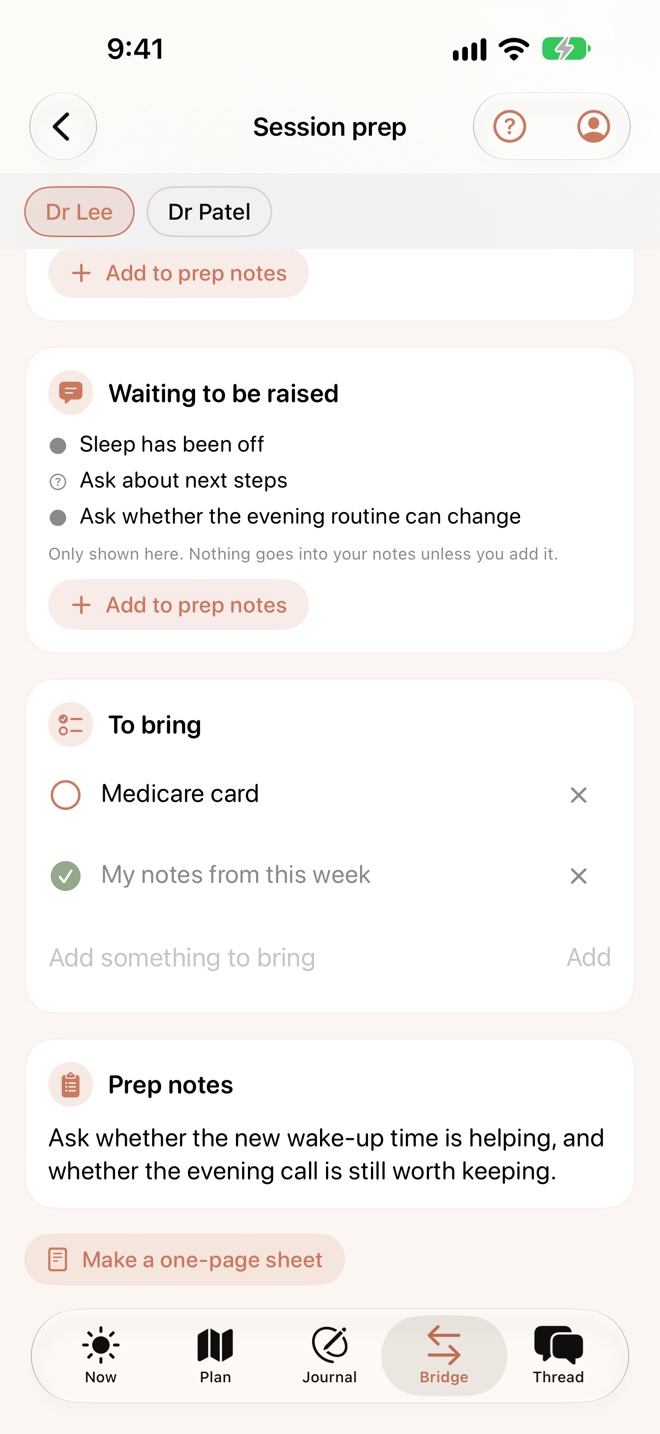 9:41
Session prep
?
Dr Lee
Dr Patel
+ Add to prep notes
Waiting to be raised
Sleep has been off
? Ask about next steps
Ask whether the evening routine can change
Only shown here. Nothing goes into your notes unless you add it.
+ Add to prep notes
To bring
Medicare card
My notes from this week
Add something to bring
Add
Prep notes
Ask whether the new wake-up time is helping, and
whether the evening call is still worth keeping.
Make a one-page sheet
Now
Plan
Journal
Bridge
Thread